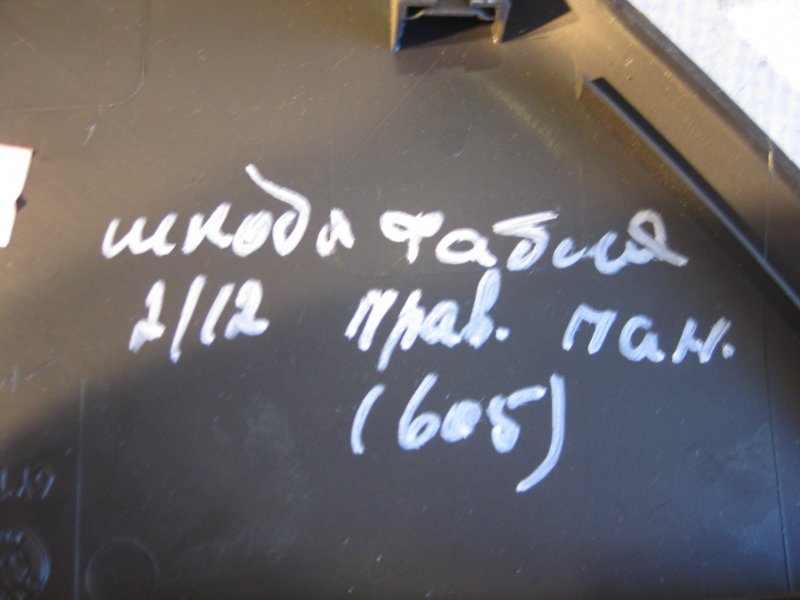 шкода фабия
2/12 прав. пан.
(605)